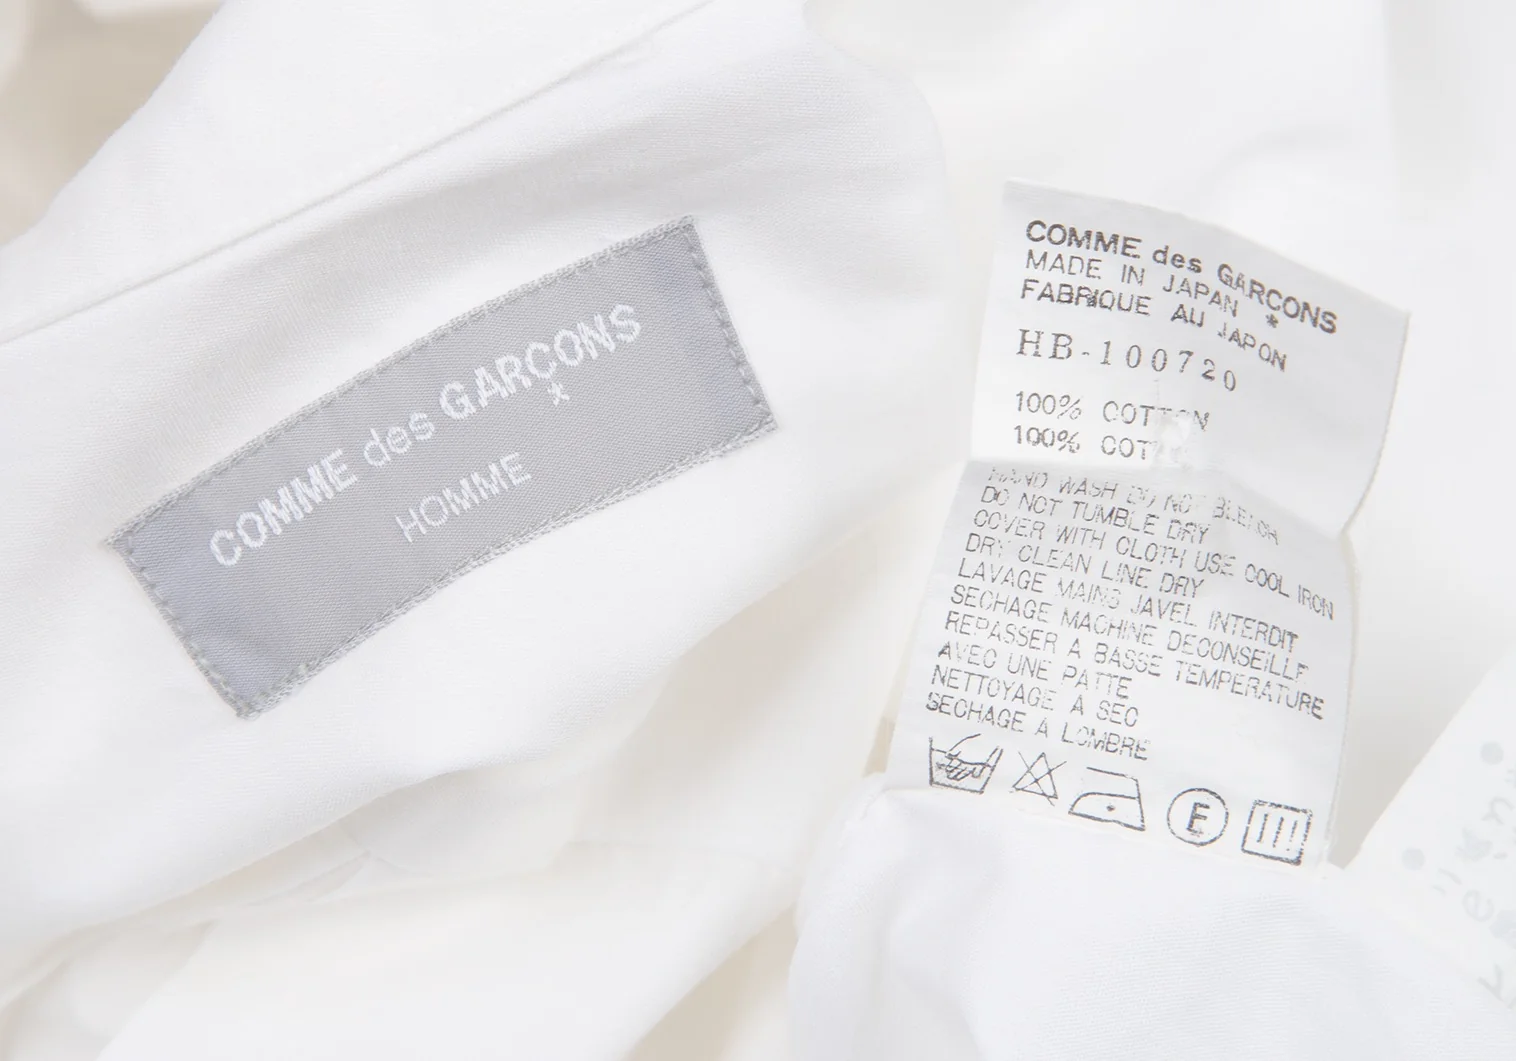 COMME des GARÇONS
HOMME
COMME des GARCONS
MADE IN JAPAN *
FABRIQUE AU JAPON
HB-100720
100% COTTON
100% COT
HAND WASH DO NOT BLEACH
DO NOT TUMBLE DRY
COVER WITH CLOTH USE COOL IRON
DRY CLEAN LINE DRY
LAVAGE MAINS JAVEL INTERDIT
SECHAGE MACHINE DECONSEILLE
REPASSER A BASSE TEMPERATURE
AVEC UNE PATTE
NETTOYAGE A SEC
SECHAGE A LOMBRE
F